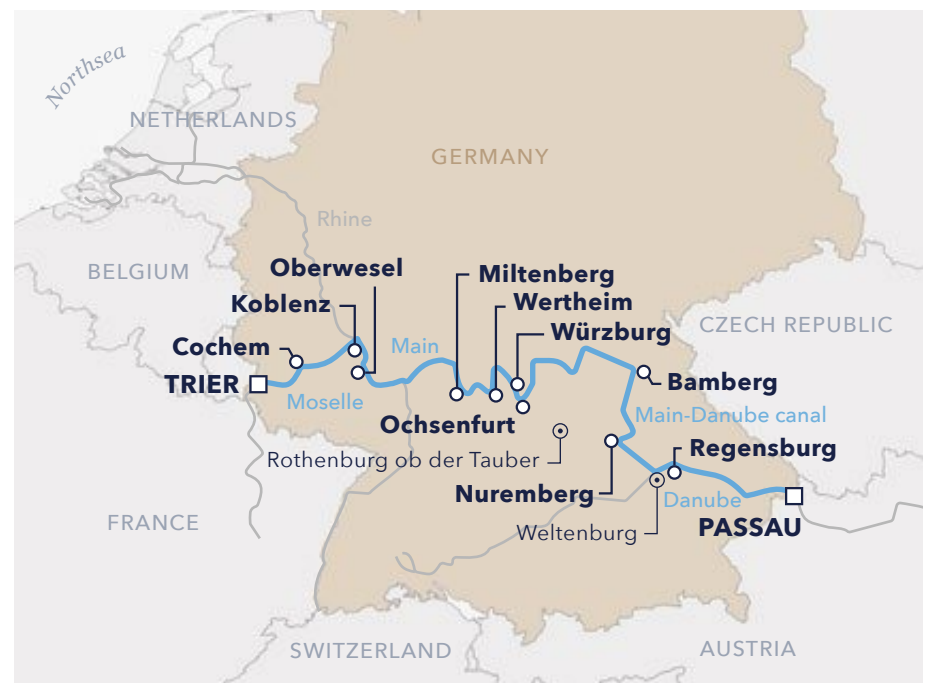 Northsea
NETHERLANDS
GERMANY
Rhine
BELGIUM
Oberwesel
Miltenberg
Koblenz
Wertheim
CZECH REPUBLIC
Würzburg
Cochem
Main
TRIER
Bamberg
Moselle
Main-Danube canal
Ochsenfurt
Regensburg
Rothenburg ob der Tauber
Nuremberg
Danube
FRANCE
PASSAU
Weltenburg
SWITZERLAND
AUSTRIA